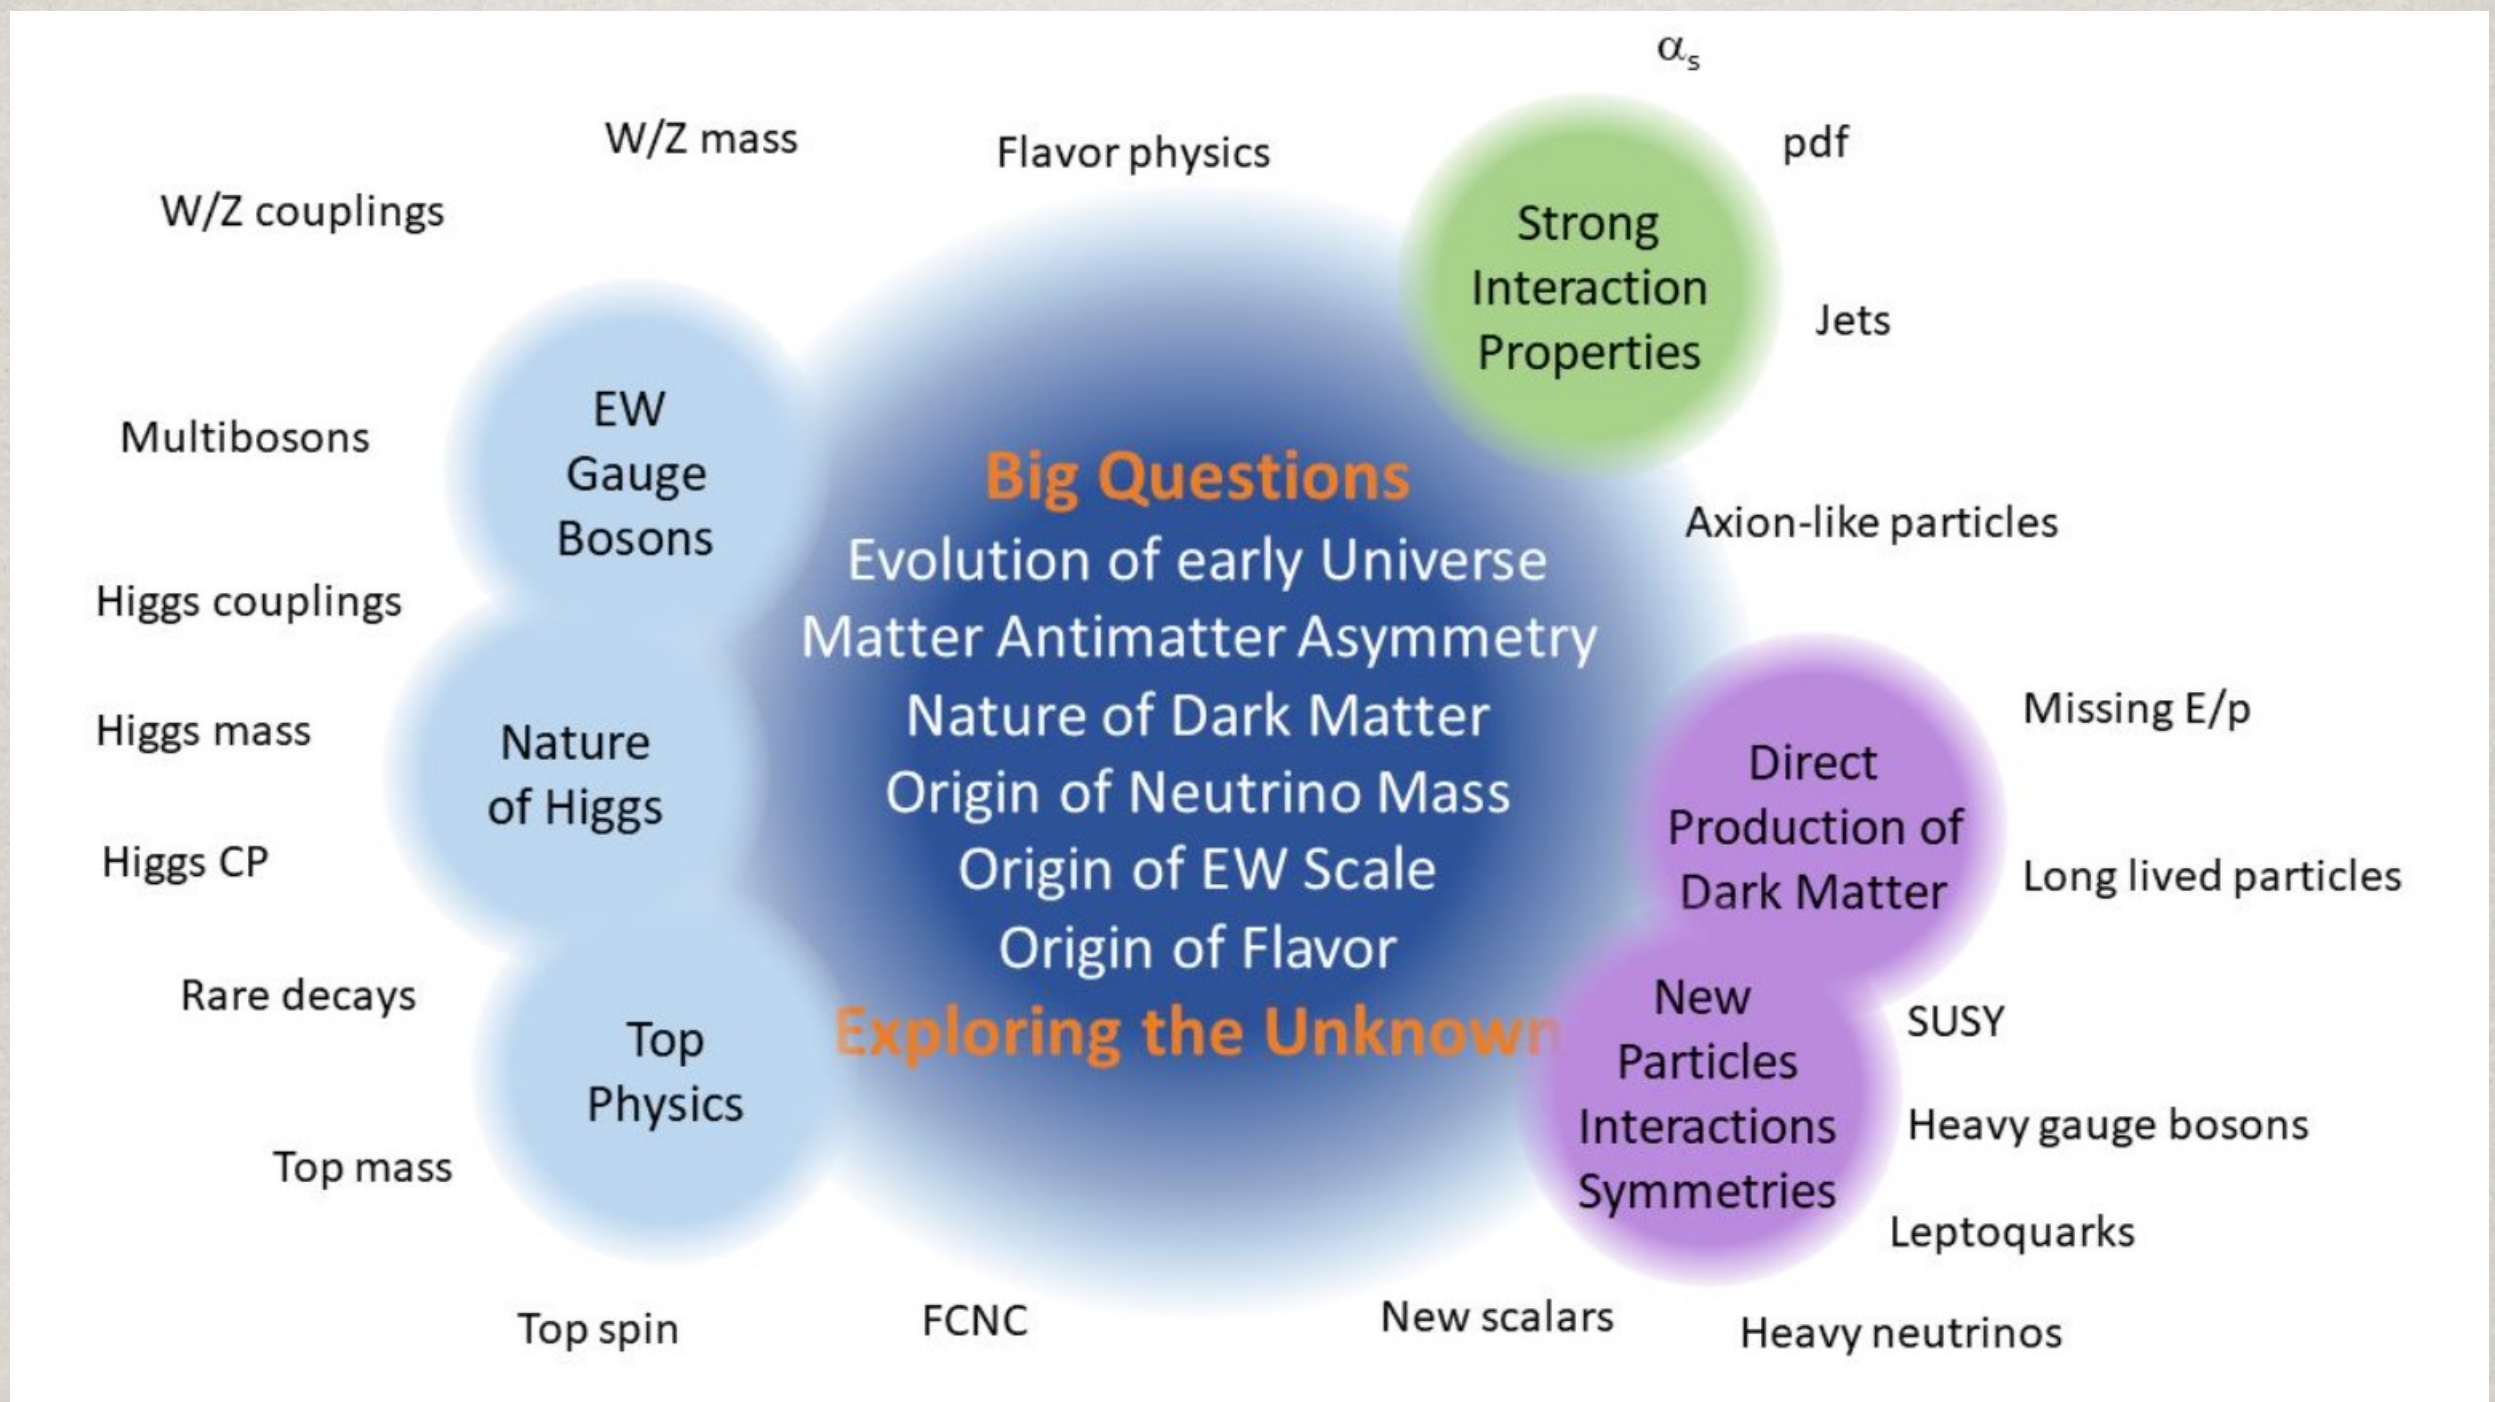 αs
W/Z mass
Flavor physics
pdf
W/Z couplings
Strong
Interaction
Properties
Jets
EW
Gauge
Bosons
Multibosons
Big Questions
Evolution of early Universe
Matter Antimatter Asymmetry
Nature of Dark Matter
Origin of Neutrino Mass
Origin of EW Scale
Origin of Flavor
Exploring the Unknown
Axion-like particles
Higgs couplings
Higgs mass
Nature
of Higgs
Higgs CP
Missing E/p
Direct
Production of
Dark Matter
Long lived particles
Rare decays
Top
Physics
New
Particles
Interactions
Symmetries
SUSY
Heavy gauge bosons
Top mass
Leptoquarks
Top spin
FCNC
New scalars
Heavy neutrinos